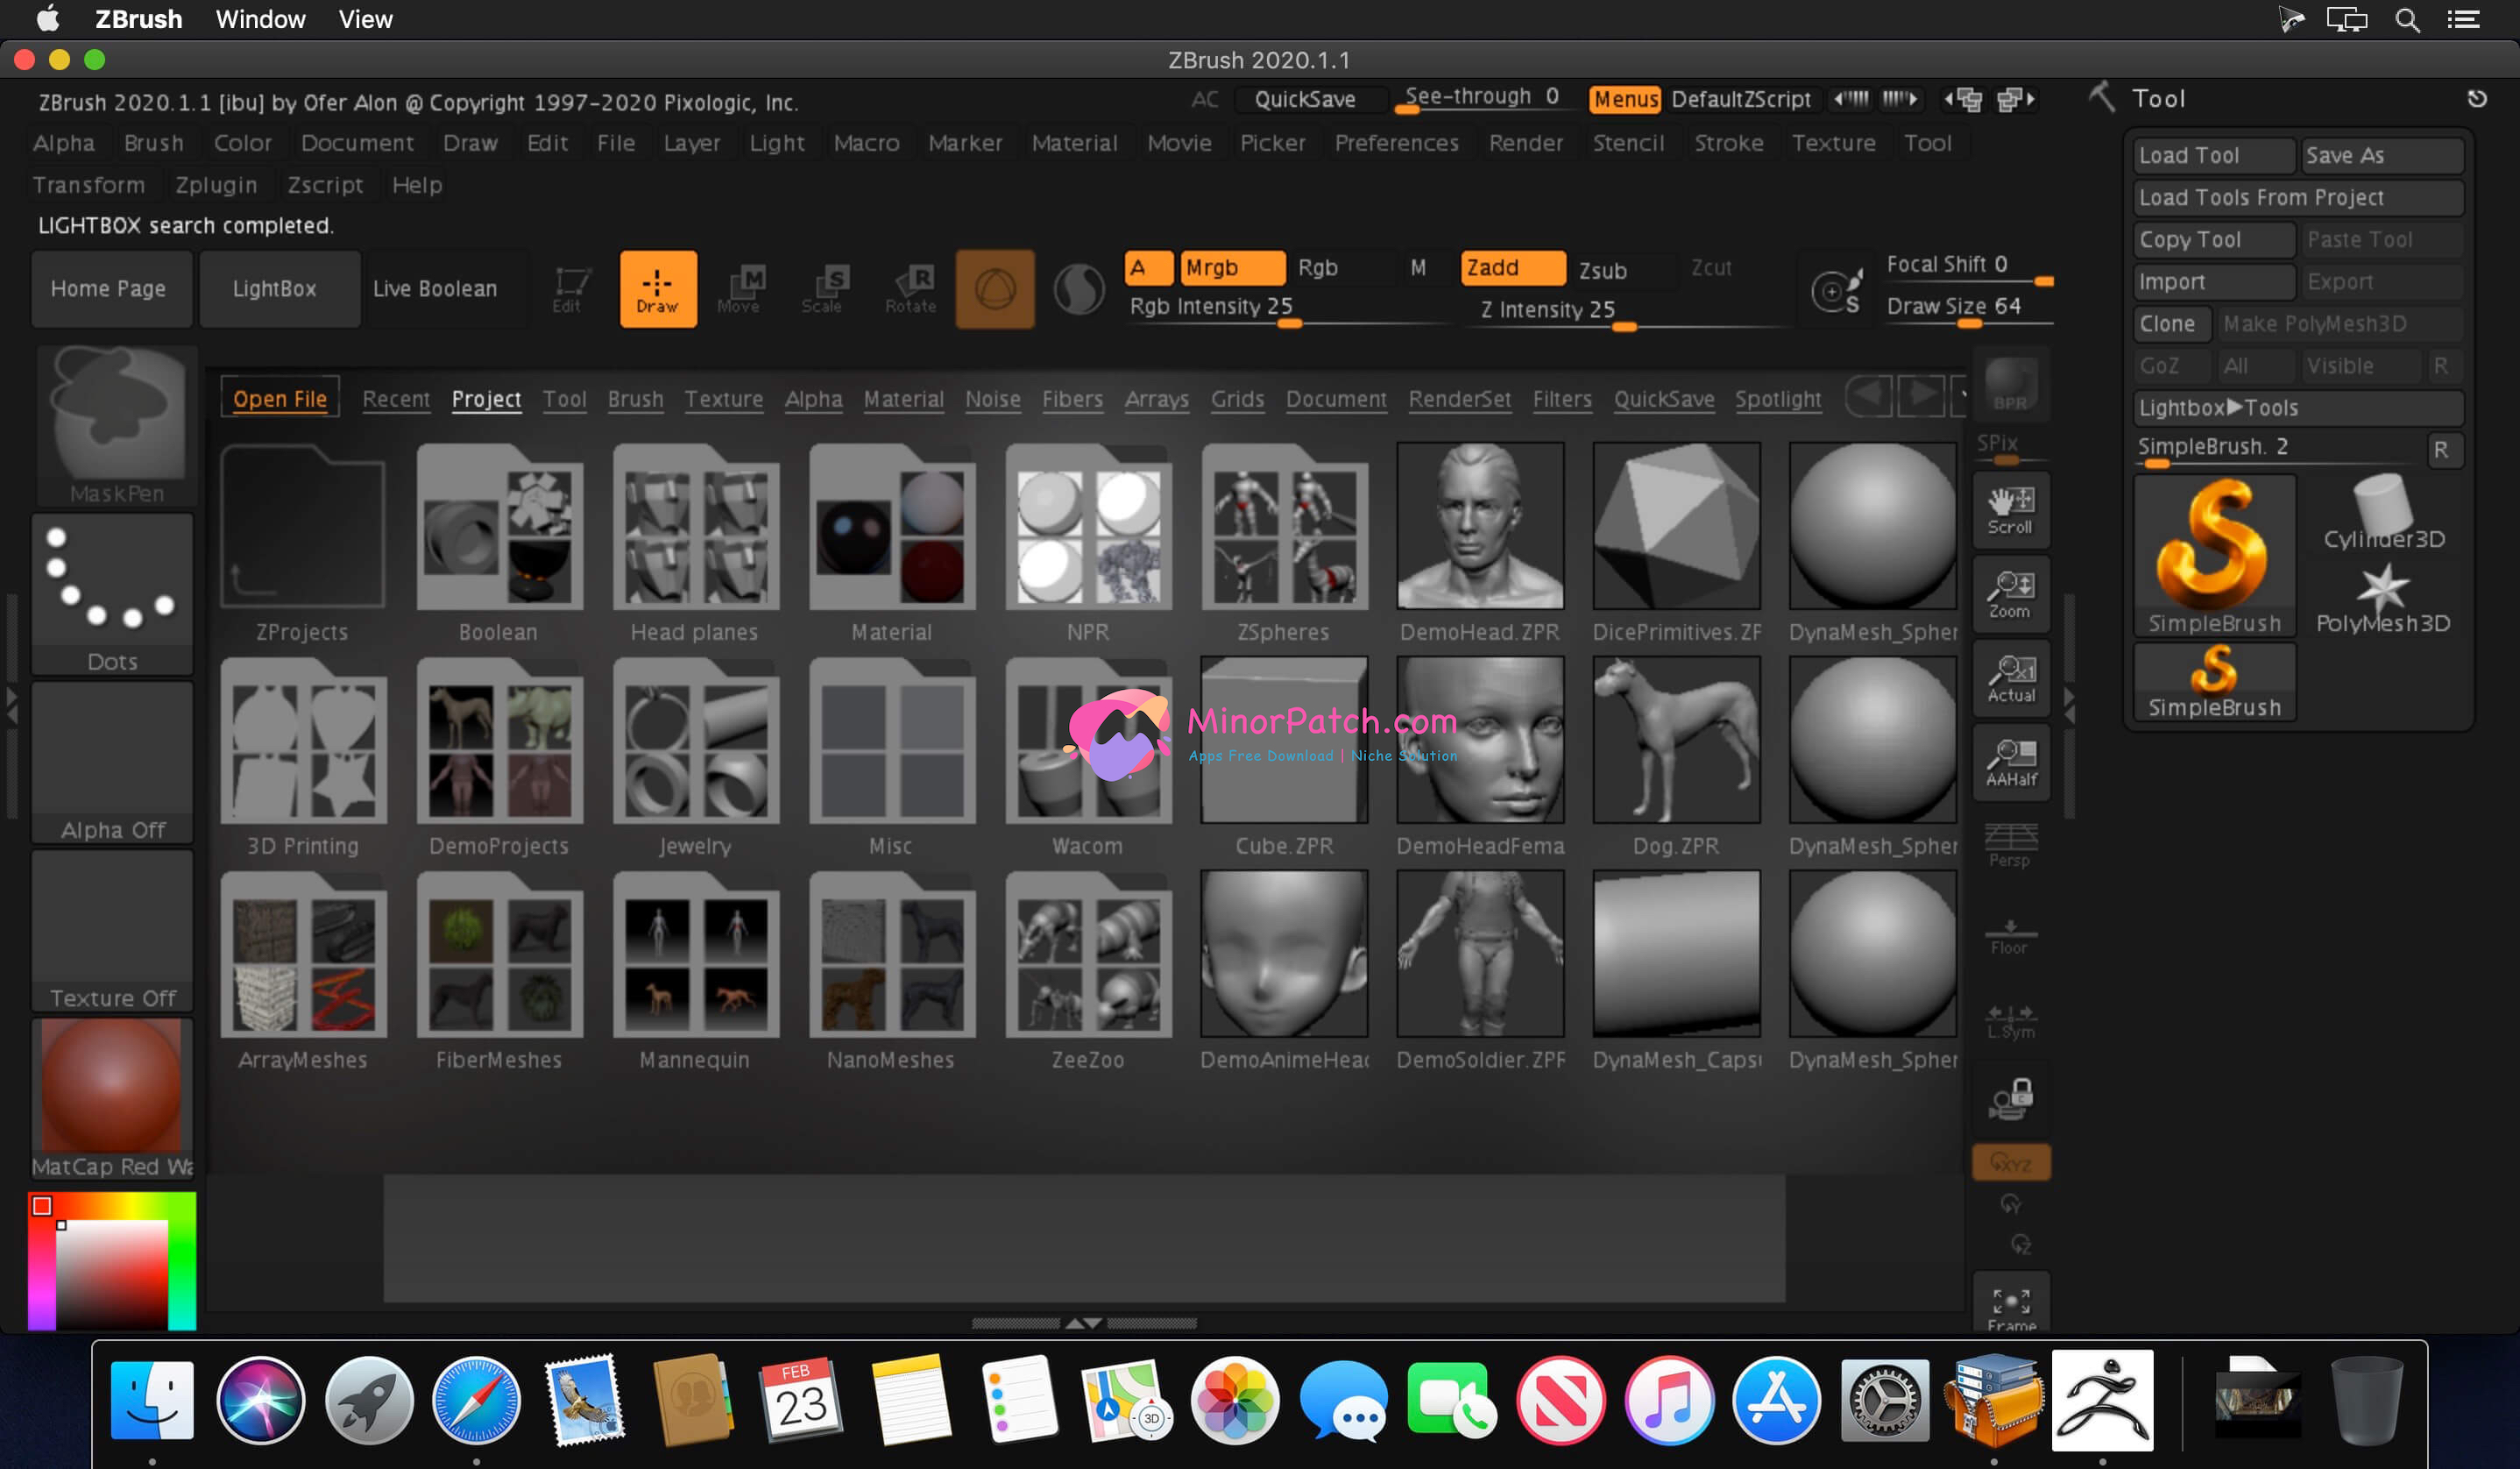 ZBrush Window View
ZBrush 2020.1.1
ZBrush 2020.1.1 [ibu] by Ofer Alon @ Copyright 1997-2020 Pixologic, Inc.
AC QuickSave See-through 0 Menus DefaultZScript Tool
Alpha Brush Color Document Draw Edit File Layer Light Macro Marker Material Movie Picker Preferences Render Stencil Stroke Texture Tool
Transform Zplugin Zscript Help
LIGHTBOX search completed.
Home Page LightBox Live Boolean Edit Draw Move Scale Rotate
M S R
A Mrgb Rgb M Zadd Zsub Zcut
Rgb Intensity 25 Z Intensity 25
S
Focal Shift 0
Draw Size 64
Load Tool Save As
Load Tools From Project
Copy Tool Paste Tool
Import Export
Clone Make PolyMesh3D
GoZ All Visible R
Lightbox▶Tools
SimpleBrush. 2 R
SimpleBrush Cylinder3D
PolyMesh3D
SimpleBrush
MaskPen
Dots
Alpha Off
Texture Off
MatCap Red Wa
Open File Recent Project Tool Brush Texture Alpha Material Noise Fibers Arrays Grids Document RenderSet Filters QuickSave Spotlight
ZProjects Boolean Head planes Material NPR ZSpheres DemoHead.ZPR DicePrimitives.ZP DynaMesh_Spher
3D Printing DemoProjects Jewelry Misc Wacom Cube.ZPR DemoHeadFema Dog.ZPR DynaMesh_Spher
ArrayMeshes FiberMeshes Mannequin NanoMeshes ZeeZoo DemoAnimeHead DemoSoldier.ZPR DynaMesh_Capsu DynaMesh_Spher
MinorPatch.com
Apps Free Download | Niche Solution
BPR
SPix
Scroll
Zoom
x1
Actual
AAHalf
Persp
Floor
L.Sym
XYZ
Y
Z
Frame
FEB
23
3D